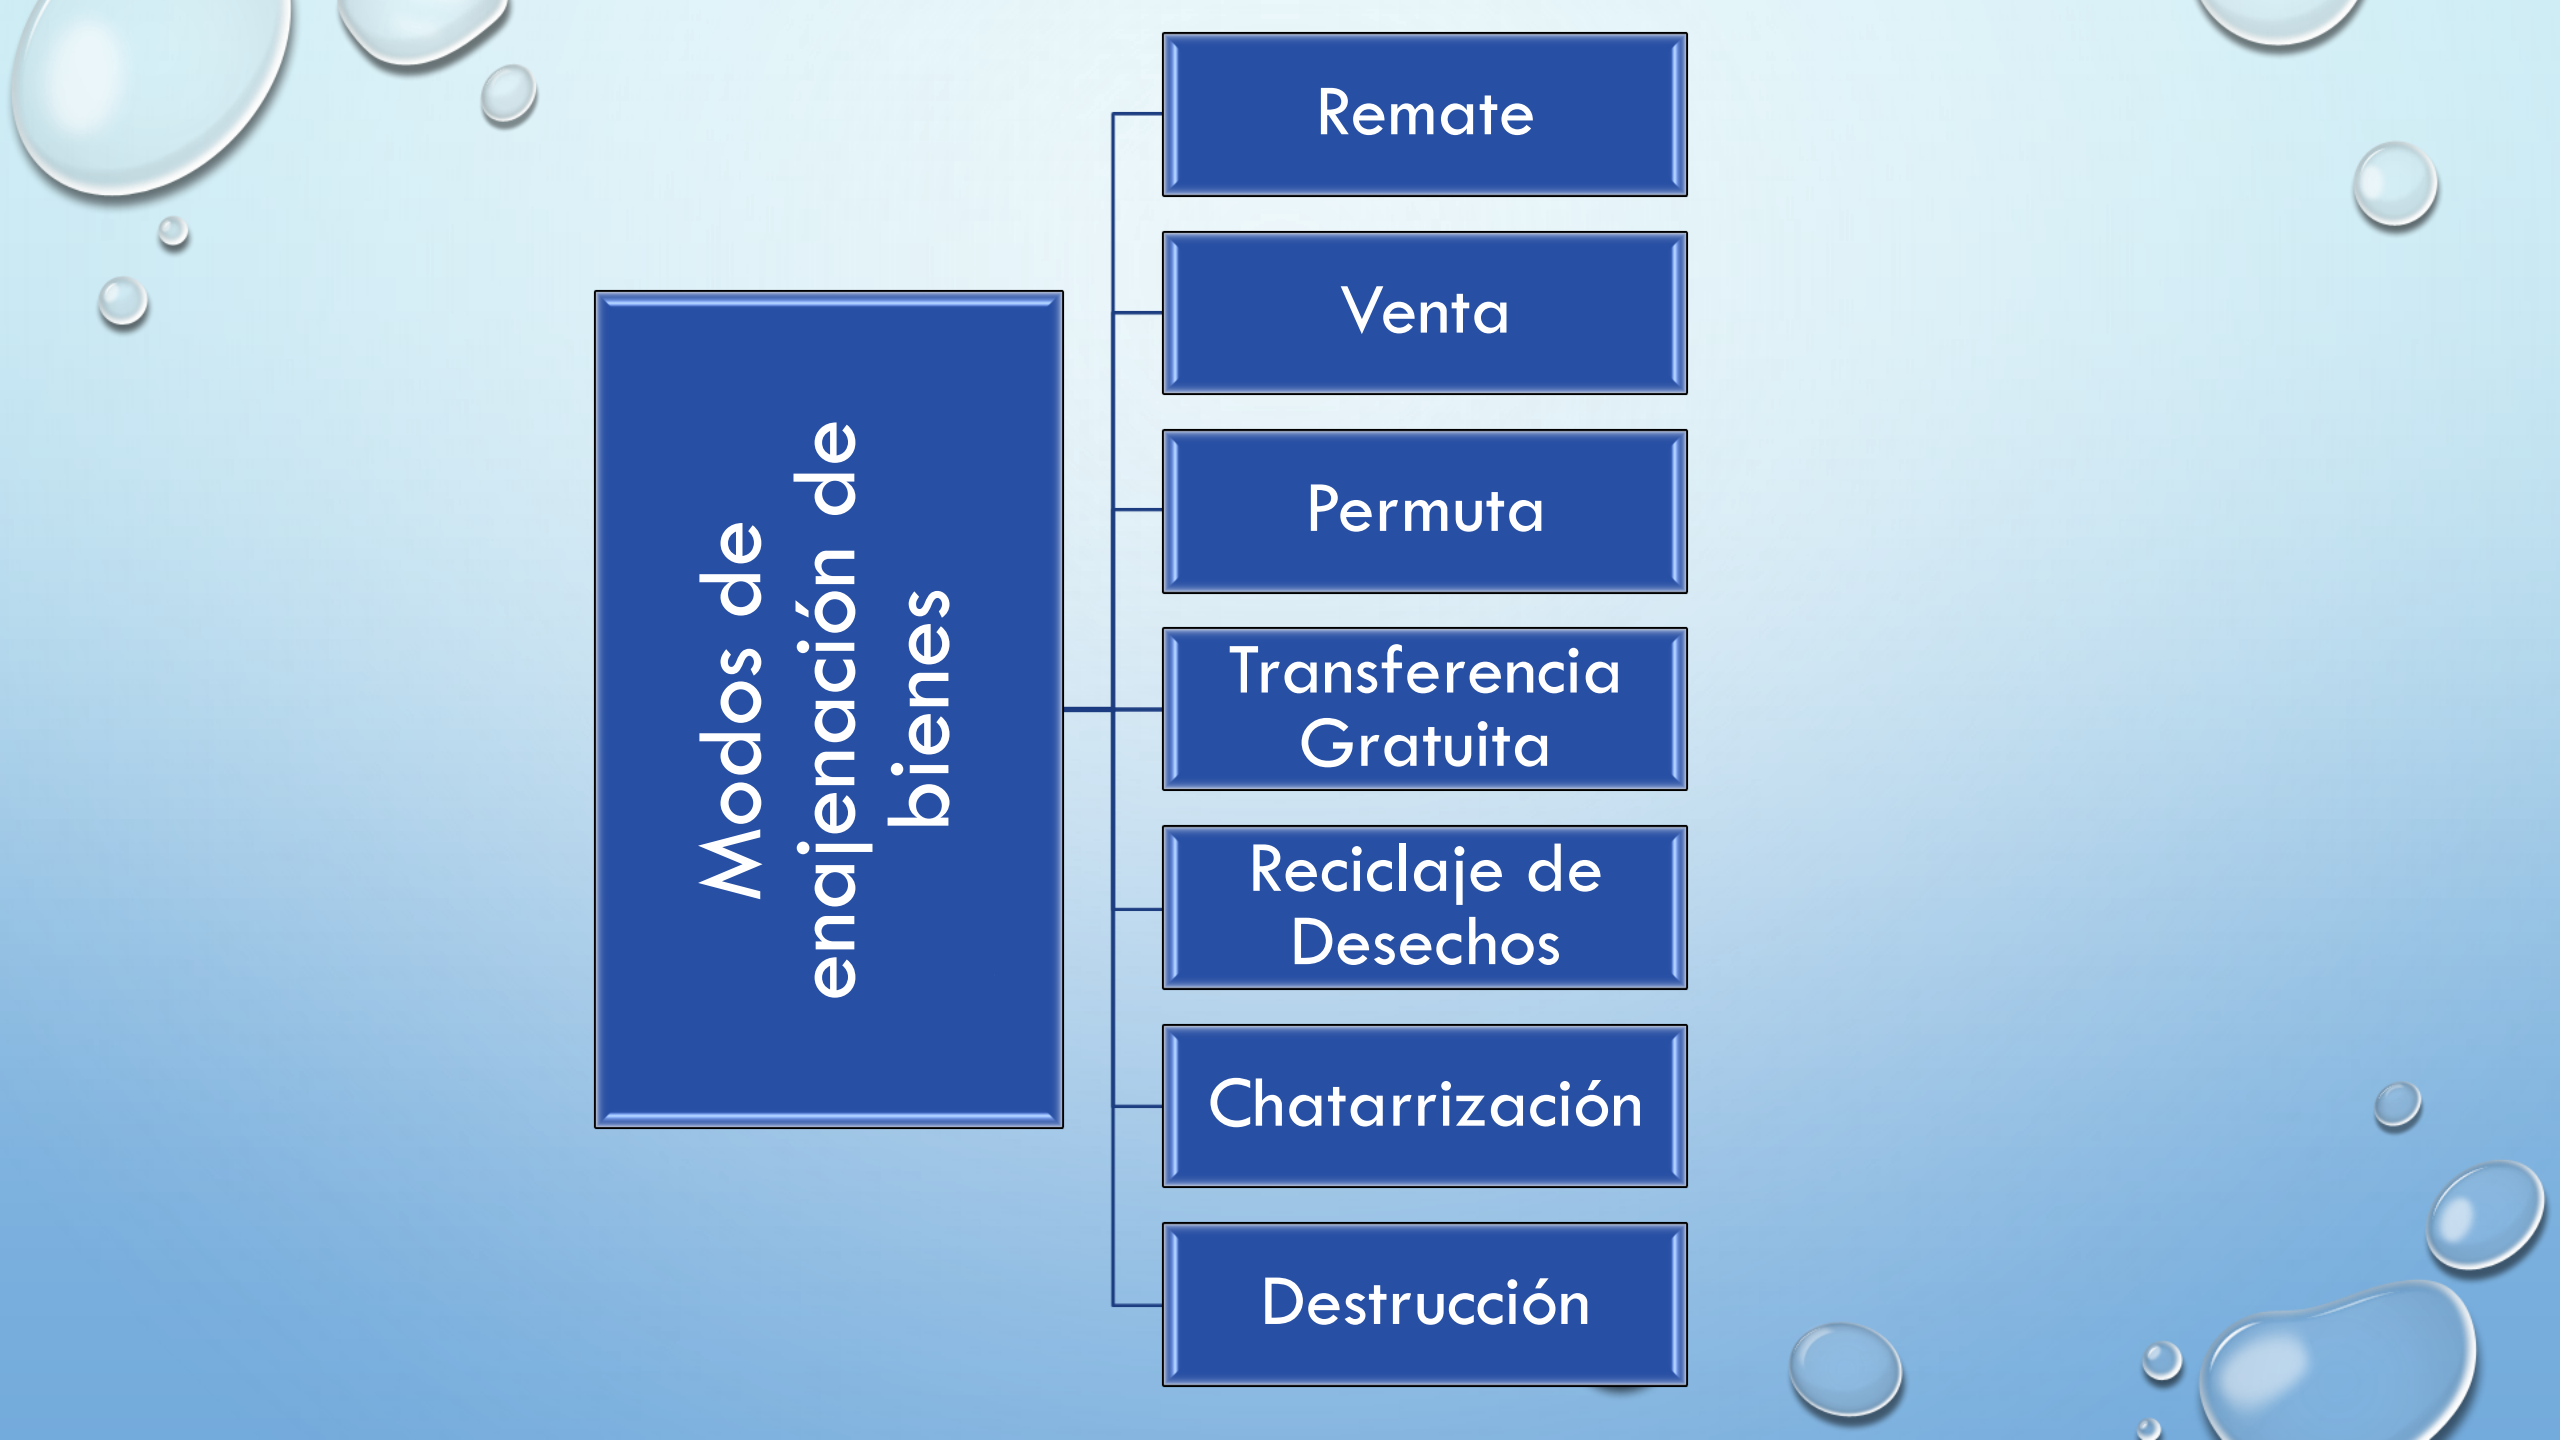 Modos de
enajenación de
bienes
Remate
Venta
Permuta
Transferencia
Gratuita
Reciclaje de
Desechos
Chatarrización
Destrucción